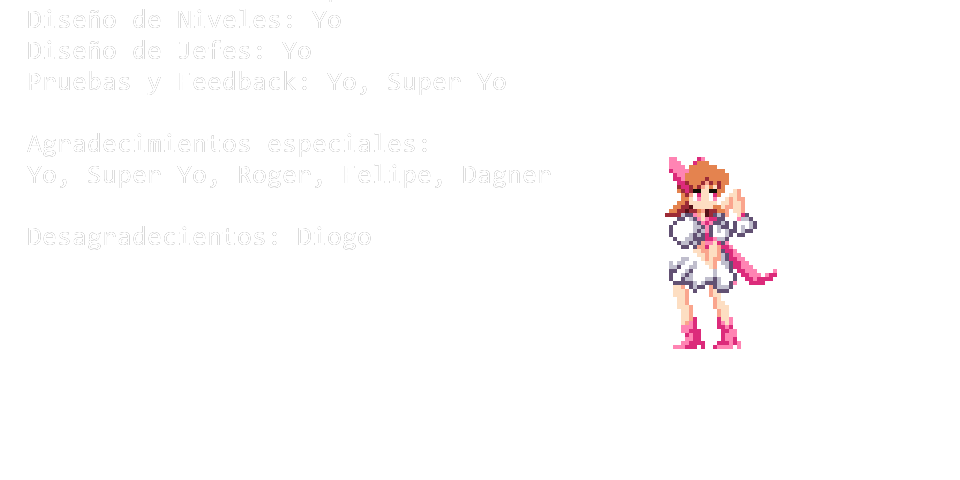 Diseño de Niveles: Yo
Diseño de Jefes: Yo
Pruebas y Feedback: Yo, Super Yo
Agradecimientos especiales:
Yo, Super Yo, Roger, Felipe, Dagner
Desagradecientos: Diogo